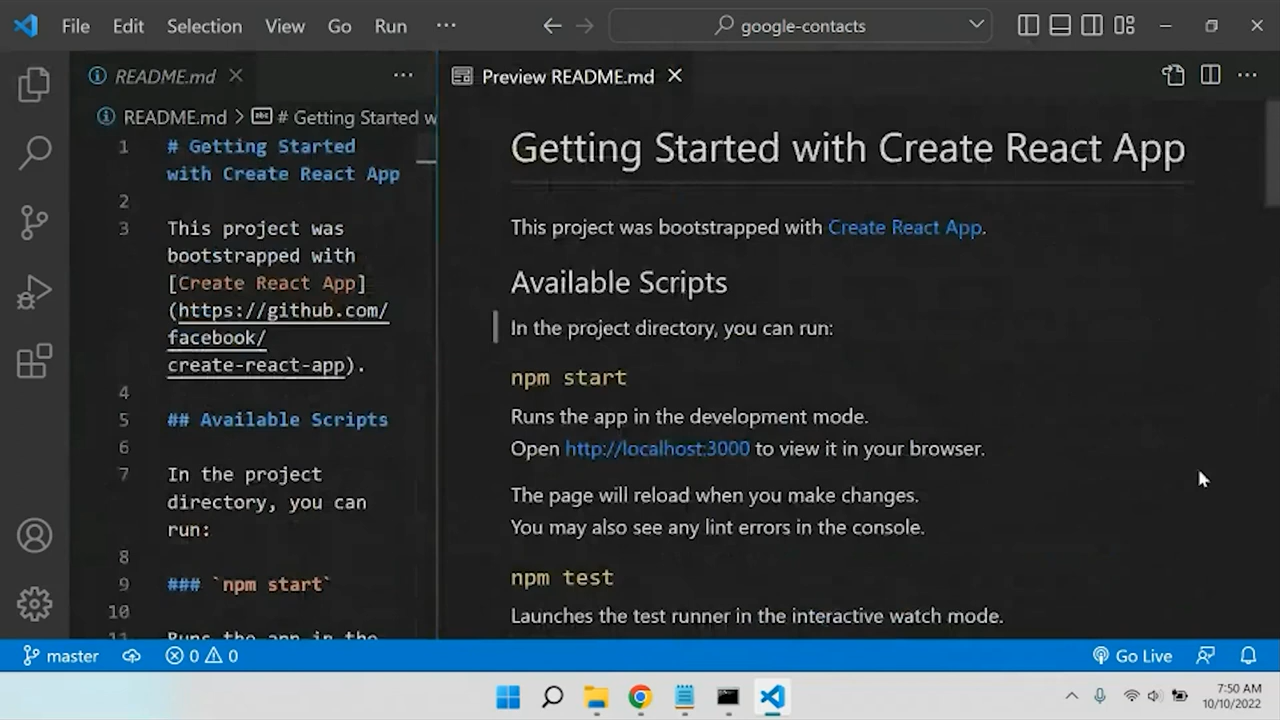 File Edit Selection View Go Run ··· google-contacts
README.md
Preview README.md
README.md > # Getting Started w
1 # Getting Started
with Create React App
2
3 This project was
bootstrapped with
[Create React App]
(https://github.com/
facebook/
create-react-app).
4
5 ## Available Scripts
6
7 In the project
directory, you can
run:
8
9 ### `npm start`
10
11 Runs the app in the
Getting Started with Create React App
This project was bootstrapped with Create React App.
Available Scripts
In the project directory, you can run:
npm start
Runs the app in the development mode.
Open http://localhost:3000 to view it in your browser.
The page will reload when you make changes.
You may also see any lint errors in the console.
npm test
Launches the test runner in the interactive watch mode.
master 0 0 Go Live
7:50 AM
10/10/2022